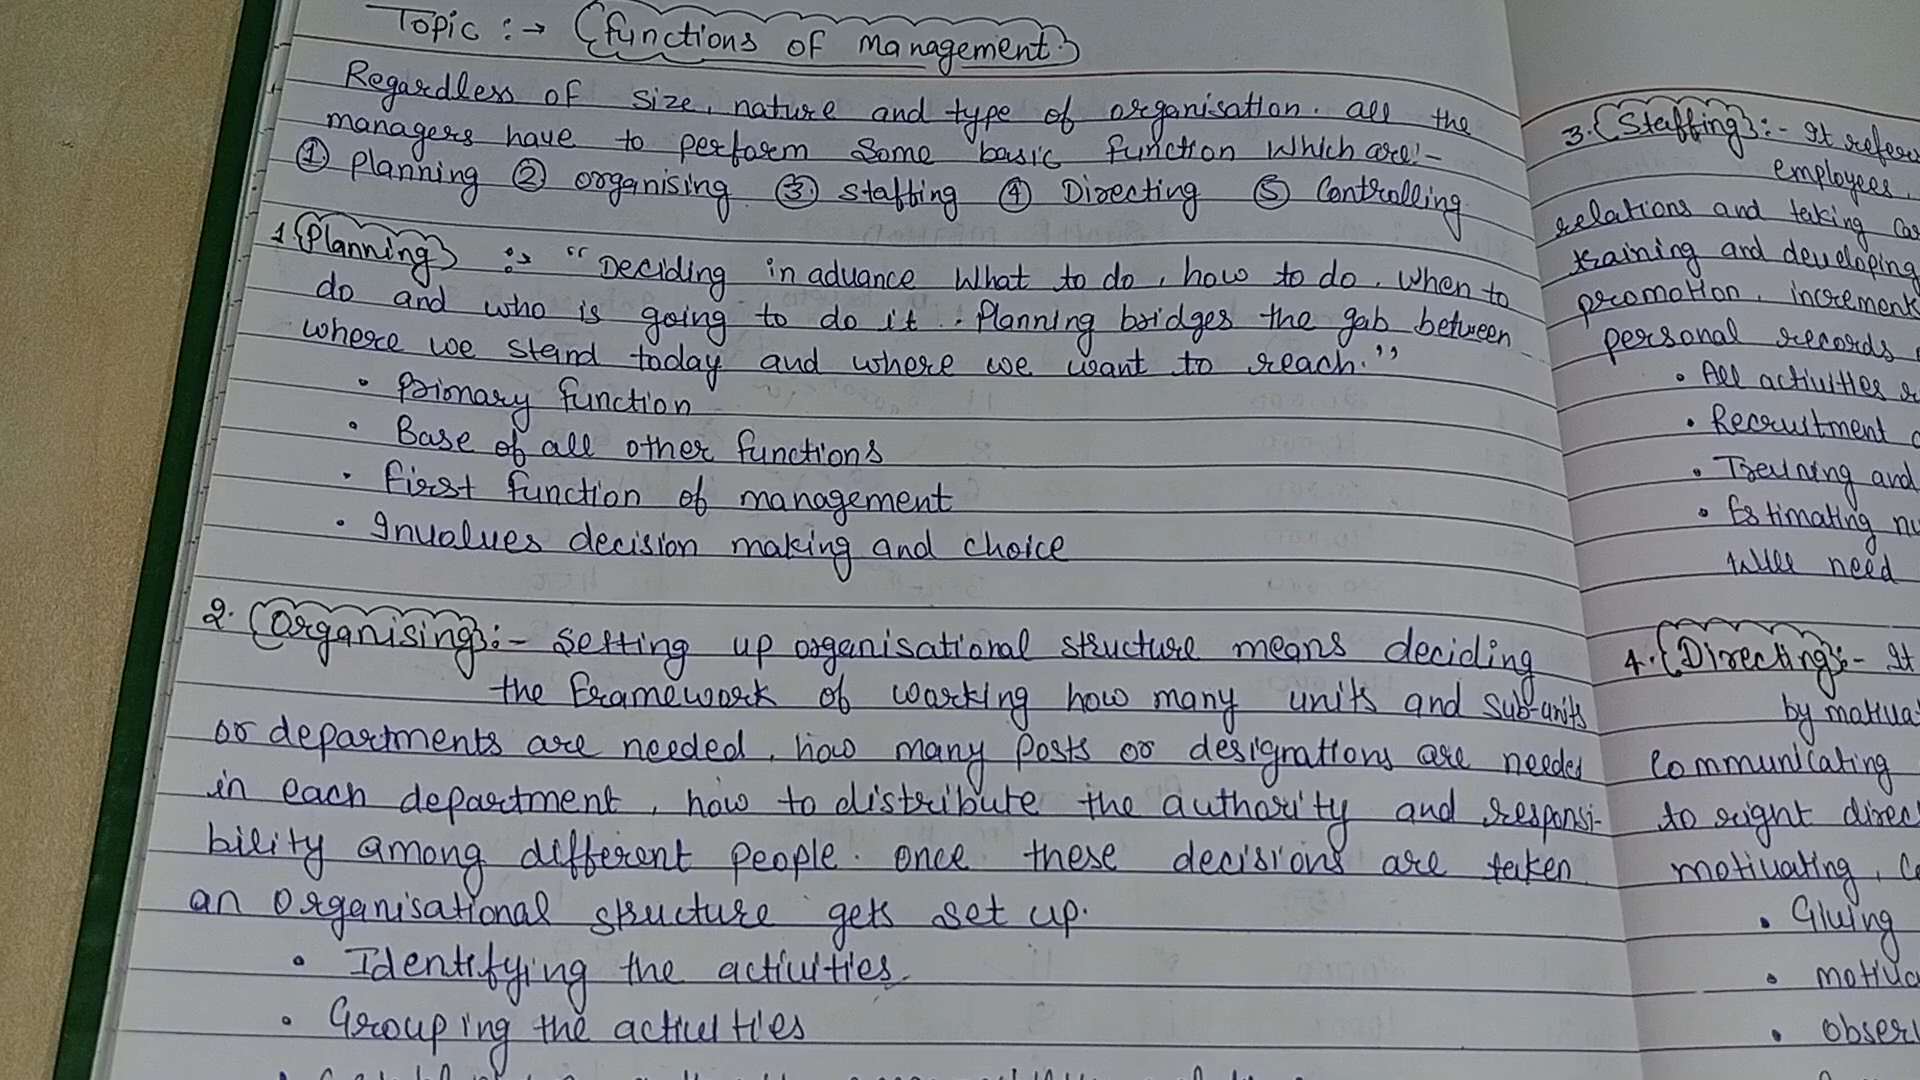 Topic :→ Functions of management
Regardless of size, nature and type of organisation. all the
managers have to perform some basic function which are:-
① Planning ② organising ③ Staffing ④ Directing ⑤ Controlling
1 Planning :→ "Deciding in advance What to do, how to do, when to
do and who is going to do it. Planning bridges the gab between
where we stand today and where we want to reach."
• Primary function
• Base of all other functions
• First function of management
• Involues decision making and choice
2. Organising :- Setting up organisational structure means deciding
the framework of working how many units and sub-units
or departments are needed, how many posts or designations are needed
in each department, how to distribute the authority and responsi-
bility among different people. once these decisions are taken
an organisational structure gets set up.
• Identifying the activities.
• Grouping the activities
3. Staffing :- It refers
employees,
relations and taking
training and developing
promotion, increments
personal records
• All activities
• Recruitment
• Training and
• Estimating
will need
4. Directing :- It
by
Communicating
to right
motivating,
• Giving
•
•